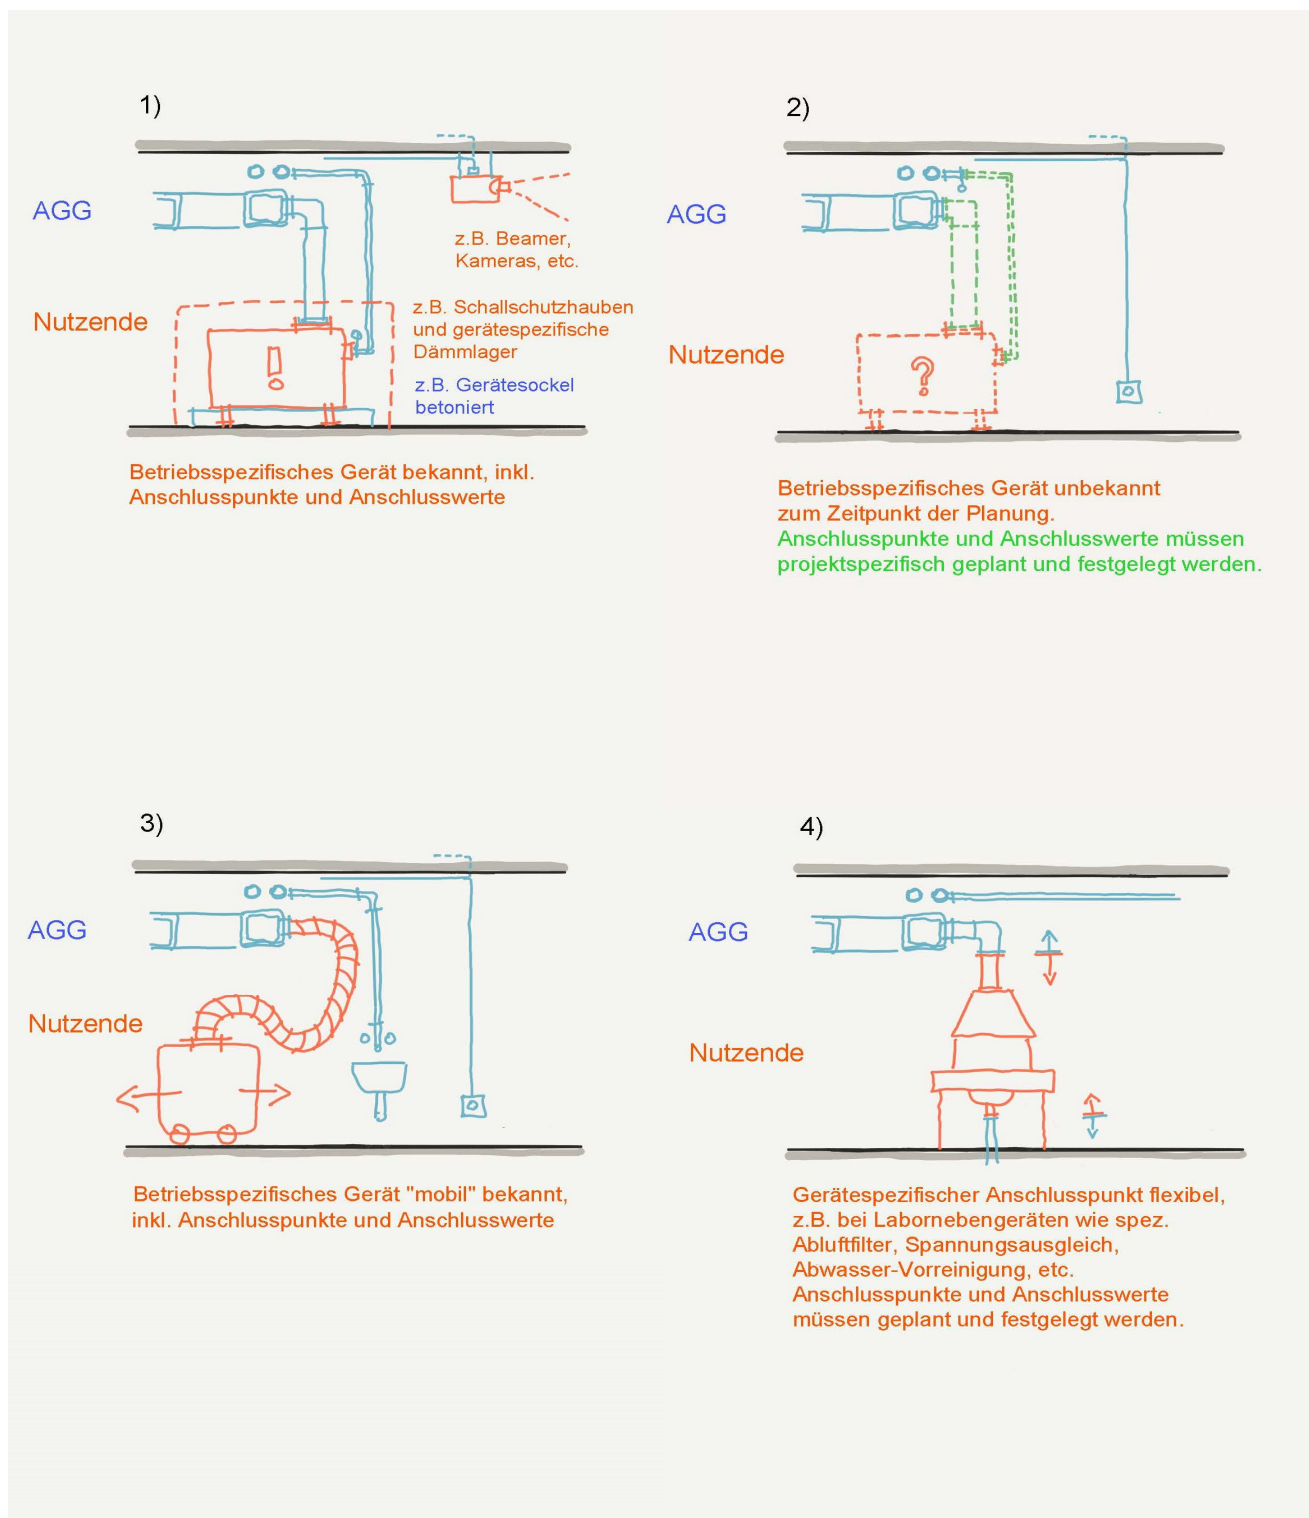 1)
AGG
Nutzende
z.B. Beamer,
Kameras, etc.
z.B. Schallschutzhauben
und gerätespezifische
Dämmlager
z.B. Gerätesockel
betoniert
!
Betriebsspezifisches Gerät bekannt, inkl.
Anschlusspunkte und Anschlusswerte
2)
AGG
Nutzende
?
Betriebsspezifisches Gerät unbekannt
zum Zeitpunkt der Planung.
Anschlusspunkte und Anschlusswerte müssen
projektspezifisch geplant und festgelegt werden.
3)
AGG
Nutzende
Betriebsspezifisches Gerät "mobil" bekannt,
inkl. Anschlusspunkte und Anschlusswerte
4)
AGG
Nutzende
Gerätespezifischer Anschlusspunkt flexibel,
z.B. bei Labornebengeräten wie spez.
Abluftfilter, Spannungsausgleich,
Abwasser-Vorreinigung, etc.
Anschlusspunkte und Anschlusswerte
müssen geplant und festgelegt werden.